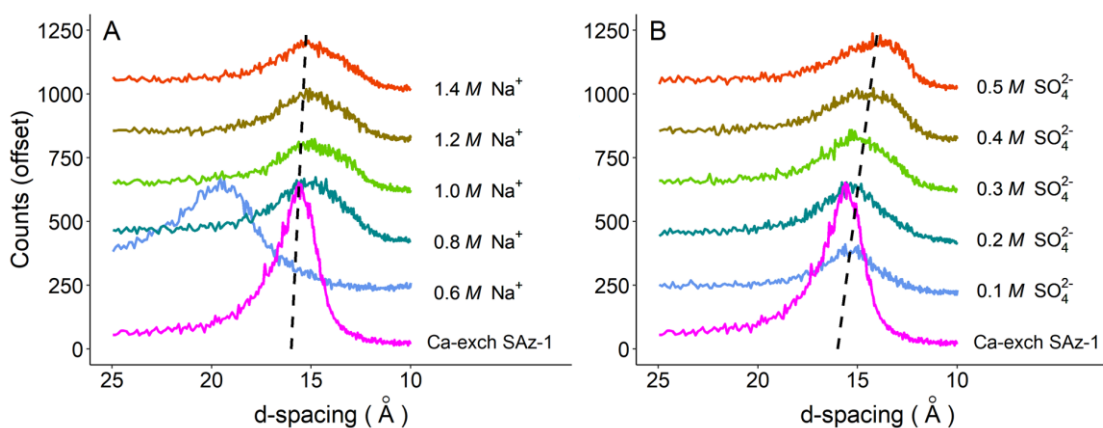 A
1250
1000
750
500
250
0
Counts (offset)
1.4 M Na⁺
1.2 M Na⁺
1.0 M Na⁺
0.8 M Na⁺
0.6 M Na⁺
Ca-exch SAz-1
25 20 15 10
d-spacing ( Å )
B
1250
1000
750
500
250
0
0.5 M SO₄²⁻
0.4 M SO₄²⁻
0.3 M SO₄²⁻
0.2 M SO₄²⁻
0.1 M SO₄²⁻
Ca-exch SAz-1
25 20 15 10
d-spacing ( Å )